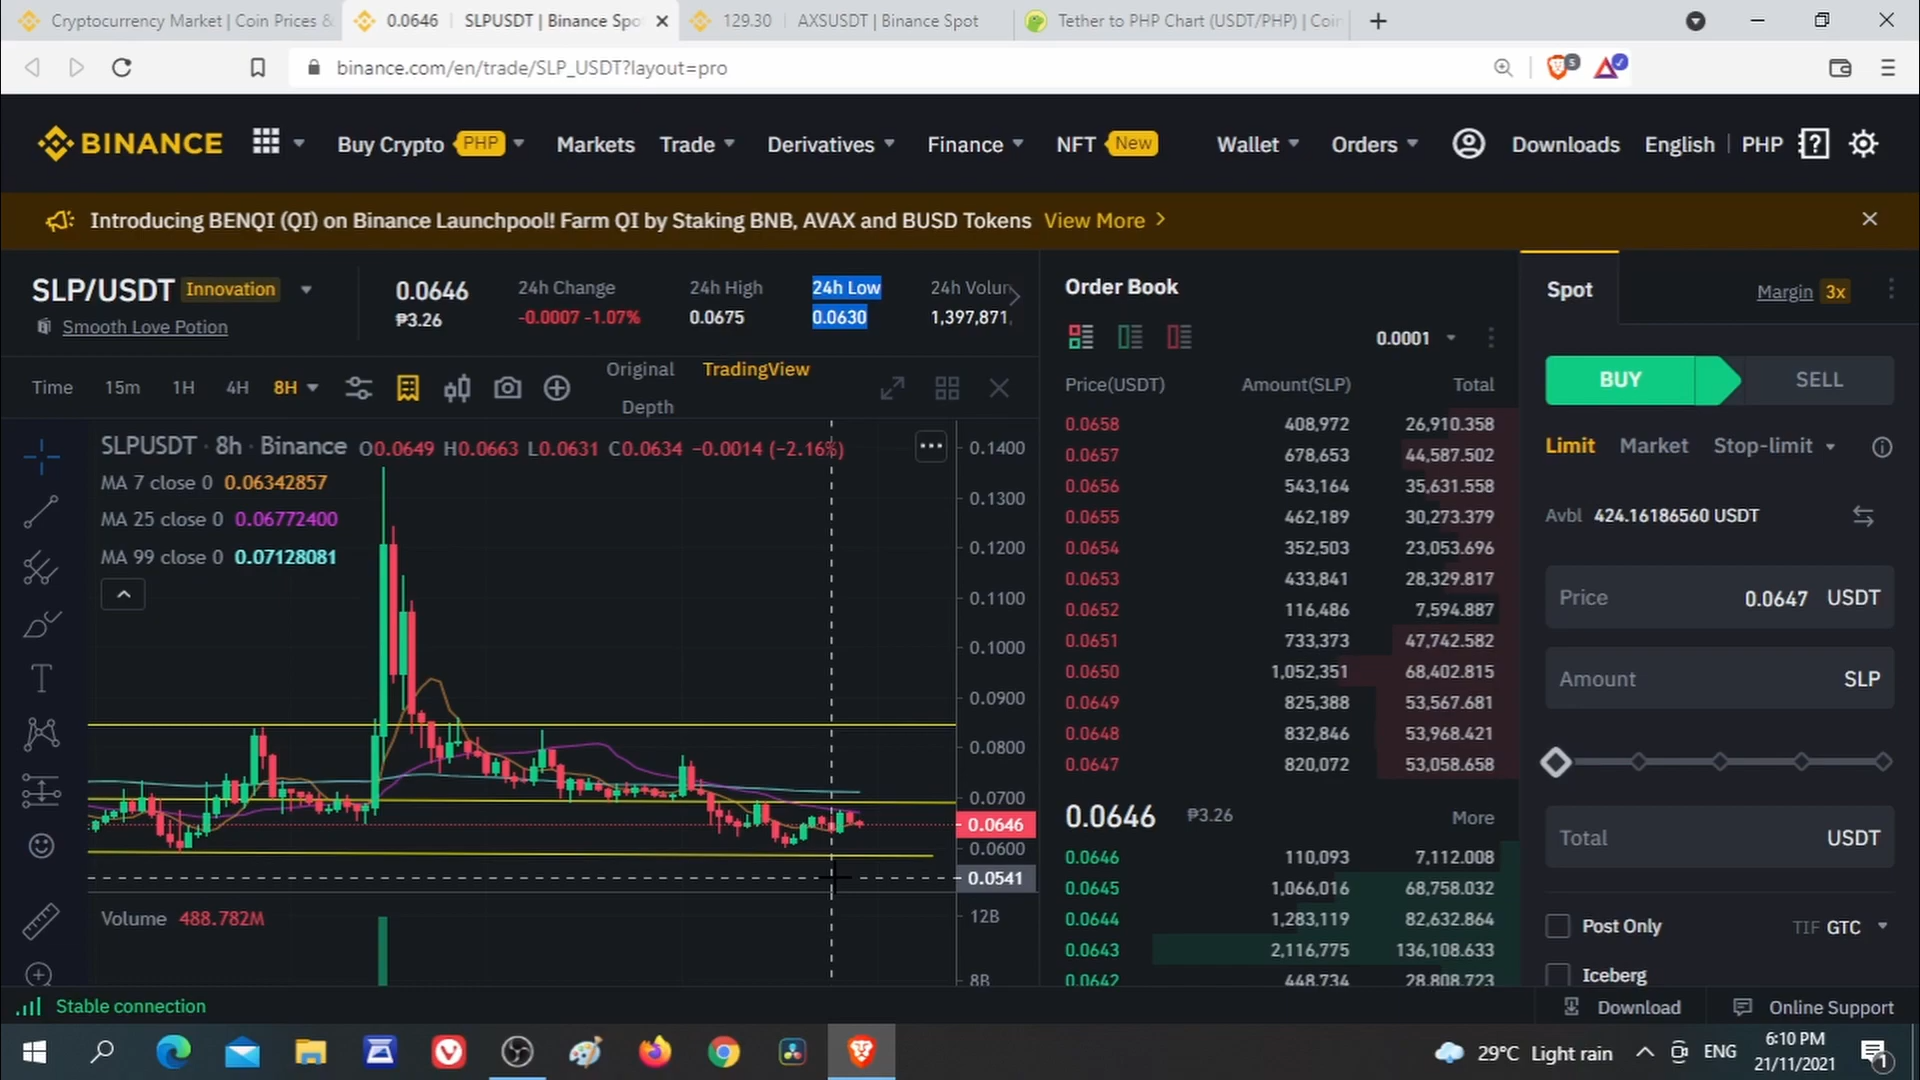 Cryptocurrency Market | Coin Prices &
0.0646 SLPUSDT | Binance Spo
129.30 AXSUSDT | Binance Spot
Tether to PHP Chart (USDT/PHP) | Coin
binance.com/en/trade/SLP_USDT?layout=pro
5
BINANCE
Buy Crypto PHP Markets Trade Derivatives Finance NFT New Wallet Orders Downloads English PHP
Introducing BENQI (QI) on Binance Launchpool! Farm QI by Staking BNB, AVAX and BUSD Tokens View More
SLP/USDT Innovation
Smooth Love Potion
0.0646
₱3.26
24h Change
-0.0007 -1.07%
24h High
0.0675
24h Low
0.0630
24h Volum
1,397,871,
Time 15m 1H 4H 8H
Original TradingView
Depth
SLPUSDT · 8h · Binance O0.0649 H0.0663 L0.0631 C0.0634 −0.0014 (−2.16%)
MA 7 close 0 0.06342857
MA 25 close 0 0.06772400
MA 99 close 0 0.07128081
0.1400
0.1300
0.1200
0.1100
0.1000
0.0900
0.0800
0.0700
0.0646
0.0600
0.0541
Volume 488.782M
12B
8B
Order Book
0.0001
Price(USDT) Amount(SLP) Total
0.0658 408,972 26,910.358
0.0657 678,653 44,587.502
0.0656 543,164 35,631.558
0.0655 462,189 30,273.379
0.0654 352,503 23,053.696
0.0653 433,841 28,329.817
0.0652 116,486 7,594.887
0.0651 733,373 47,742.582
0.0650 1,052,351 68,402.815
0.0649 825,388 53,567.681
0.0648 832,846 53,968.421
0.0647 820,072 53,058.658
0.0646 ₱3.26 More
0.0646 110,093 7,112.008
0.0645 1,066,016 68,758.032
0.0644 1,283,119 82,632.864
0.0643 2,116,775 136,108.633
0.0642 448,734 28,808.723
Spot
Margin 3x
BUY SELL
Limit Market Stop-limit
Avbl 424.16186560 USDT
Price 0.0647 USDT
Amount SLP
Total USDT
Post Only TIF GTC
Iceberg
Stable connection
Download Online Support
29°C Light rain
ENG
6:10 PM
21/11/2021
1